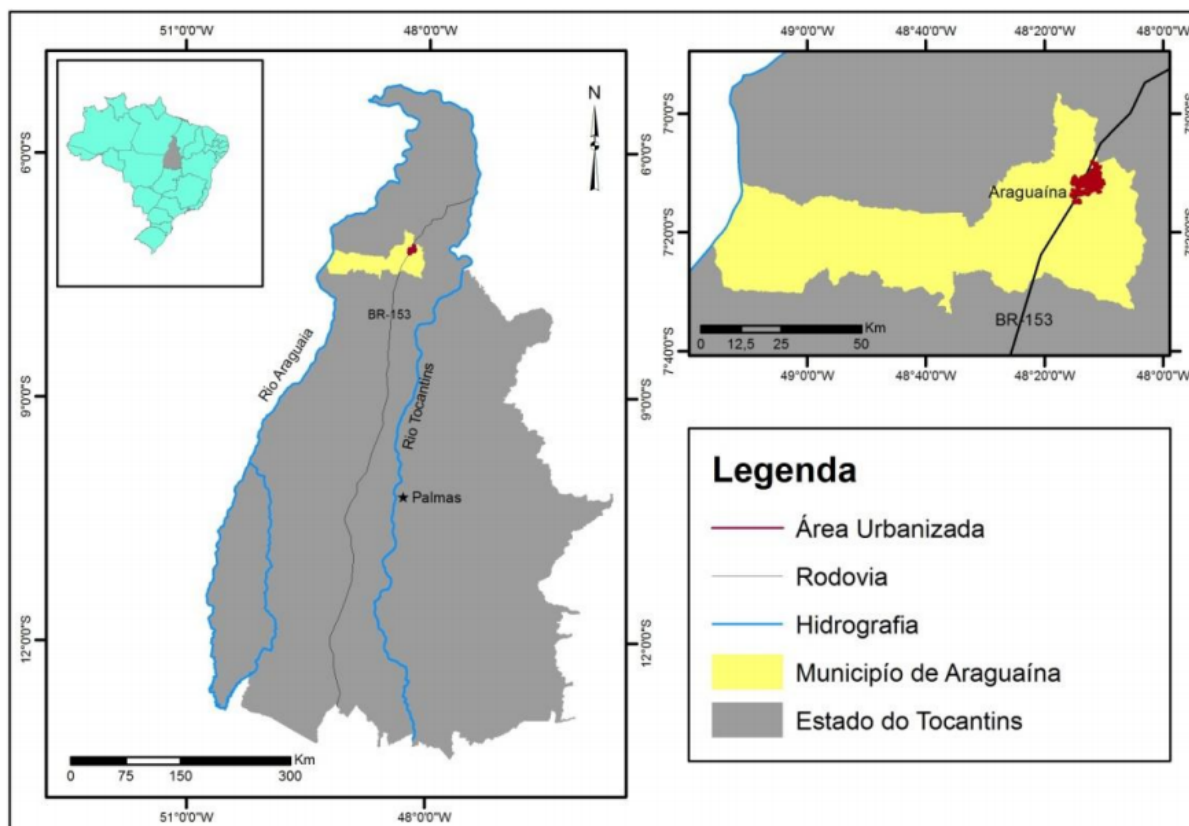 51°0'0"W
48°0'0"W
6°0'0"S
9°0'0"S
12°0'0"S
N
BR-153
Rio Araguaia
Rio Tocantins
Palmas
Km
0 75 150 300
6°0'0"S
9°0'0"S
12°0'0"S
51°0'0"W
48°0'0"W
49°0'0"W
48°40'0"W
48°20'0"W
48°0'0"W
7°0'0"S
7°20'0"S
7°40'0"S
Araguaína
BR-153
Km
0 12,5 25 50
49°0'0"W
48°40'0"W
48°20'0"W
48°0'0"W
Legenda
Área Urbanizada
Rodovia
Hidrografia
Municipío de Araguaína
Estado do Tocantins